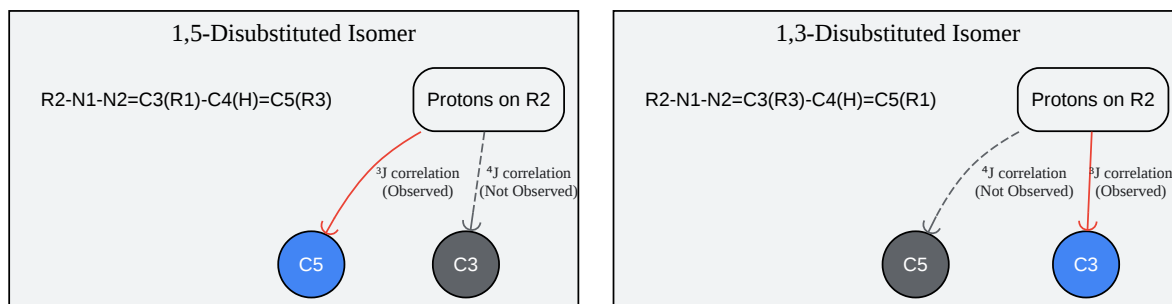 1,5-Disubstituted Isomer
R2-N1-N2=C3(R1)-C4(H)=C5(R3)
Protons on R2
³J correlation
(Observed)
⁴J correlation
(Not Observed)
C5
C3
1,3-Disubstituted Isomer
R2-N1-N2=C3(R3)-C4(H)=C5(R1)
Protons on R2
⁴J correlation
(Not Observed)
³J correlation
(Observed)
C5
C3